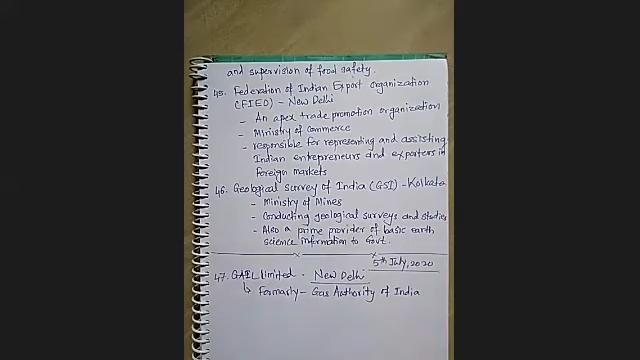 and supervision of food safety.
45. Federation of Indian Export Organization
(FIEO) - New Delhi
- An apex trade promotion organization
- Ministry of Commerce
- responsible for representing and assisting
Indian entrepreneurs and exporters in
Foreign markets
46. Geological Survey of India (GSI) - Kolkata
- Ministry of Mines
- Conducting geological surveys and studies
- Also a prime provider of basic earth
science information to Govt.
5th July, 2020
47. GAIL Limited. New Delhi
↳ Formarly - Gas Authority of India